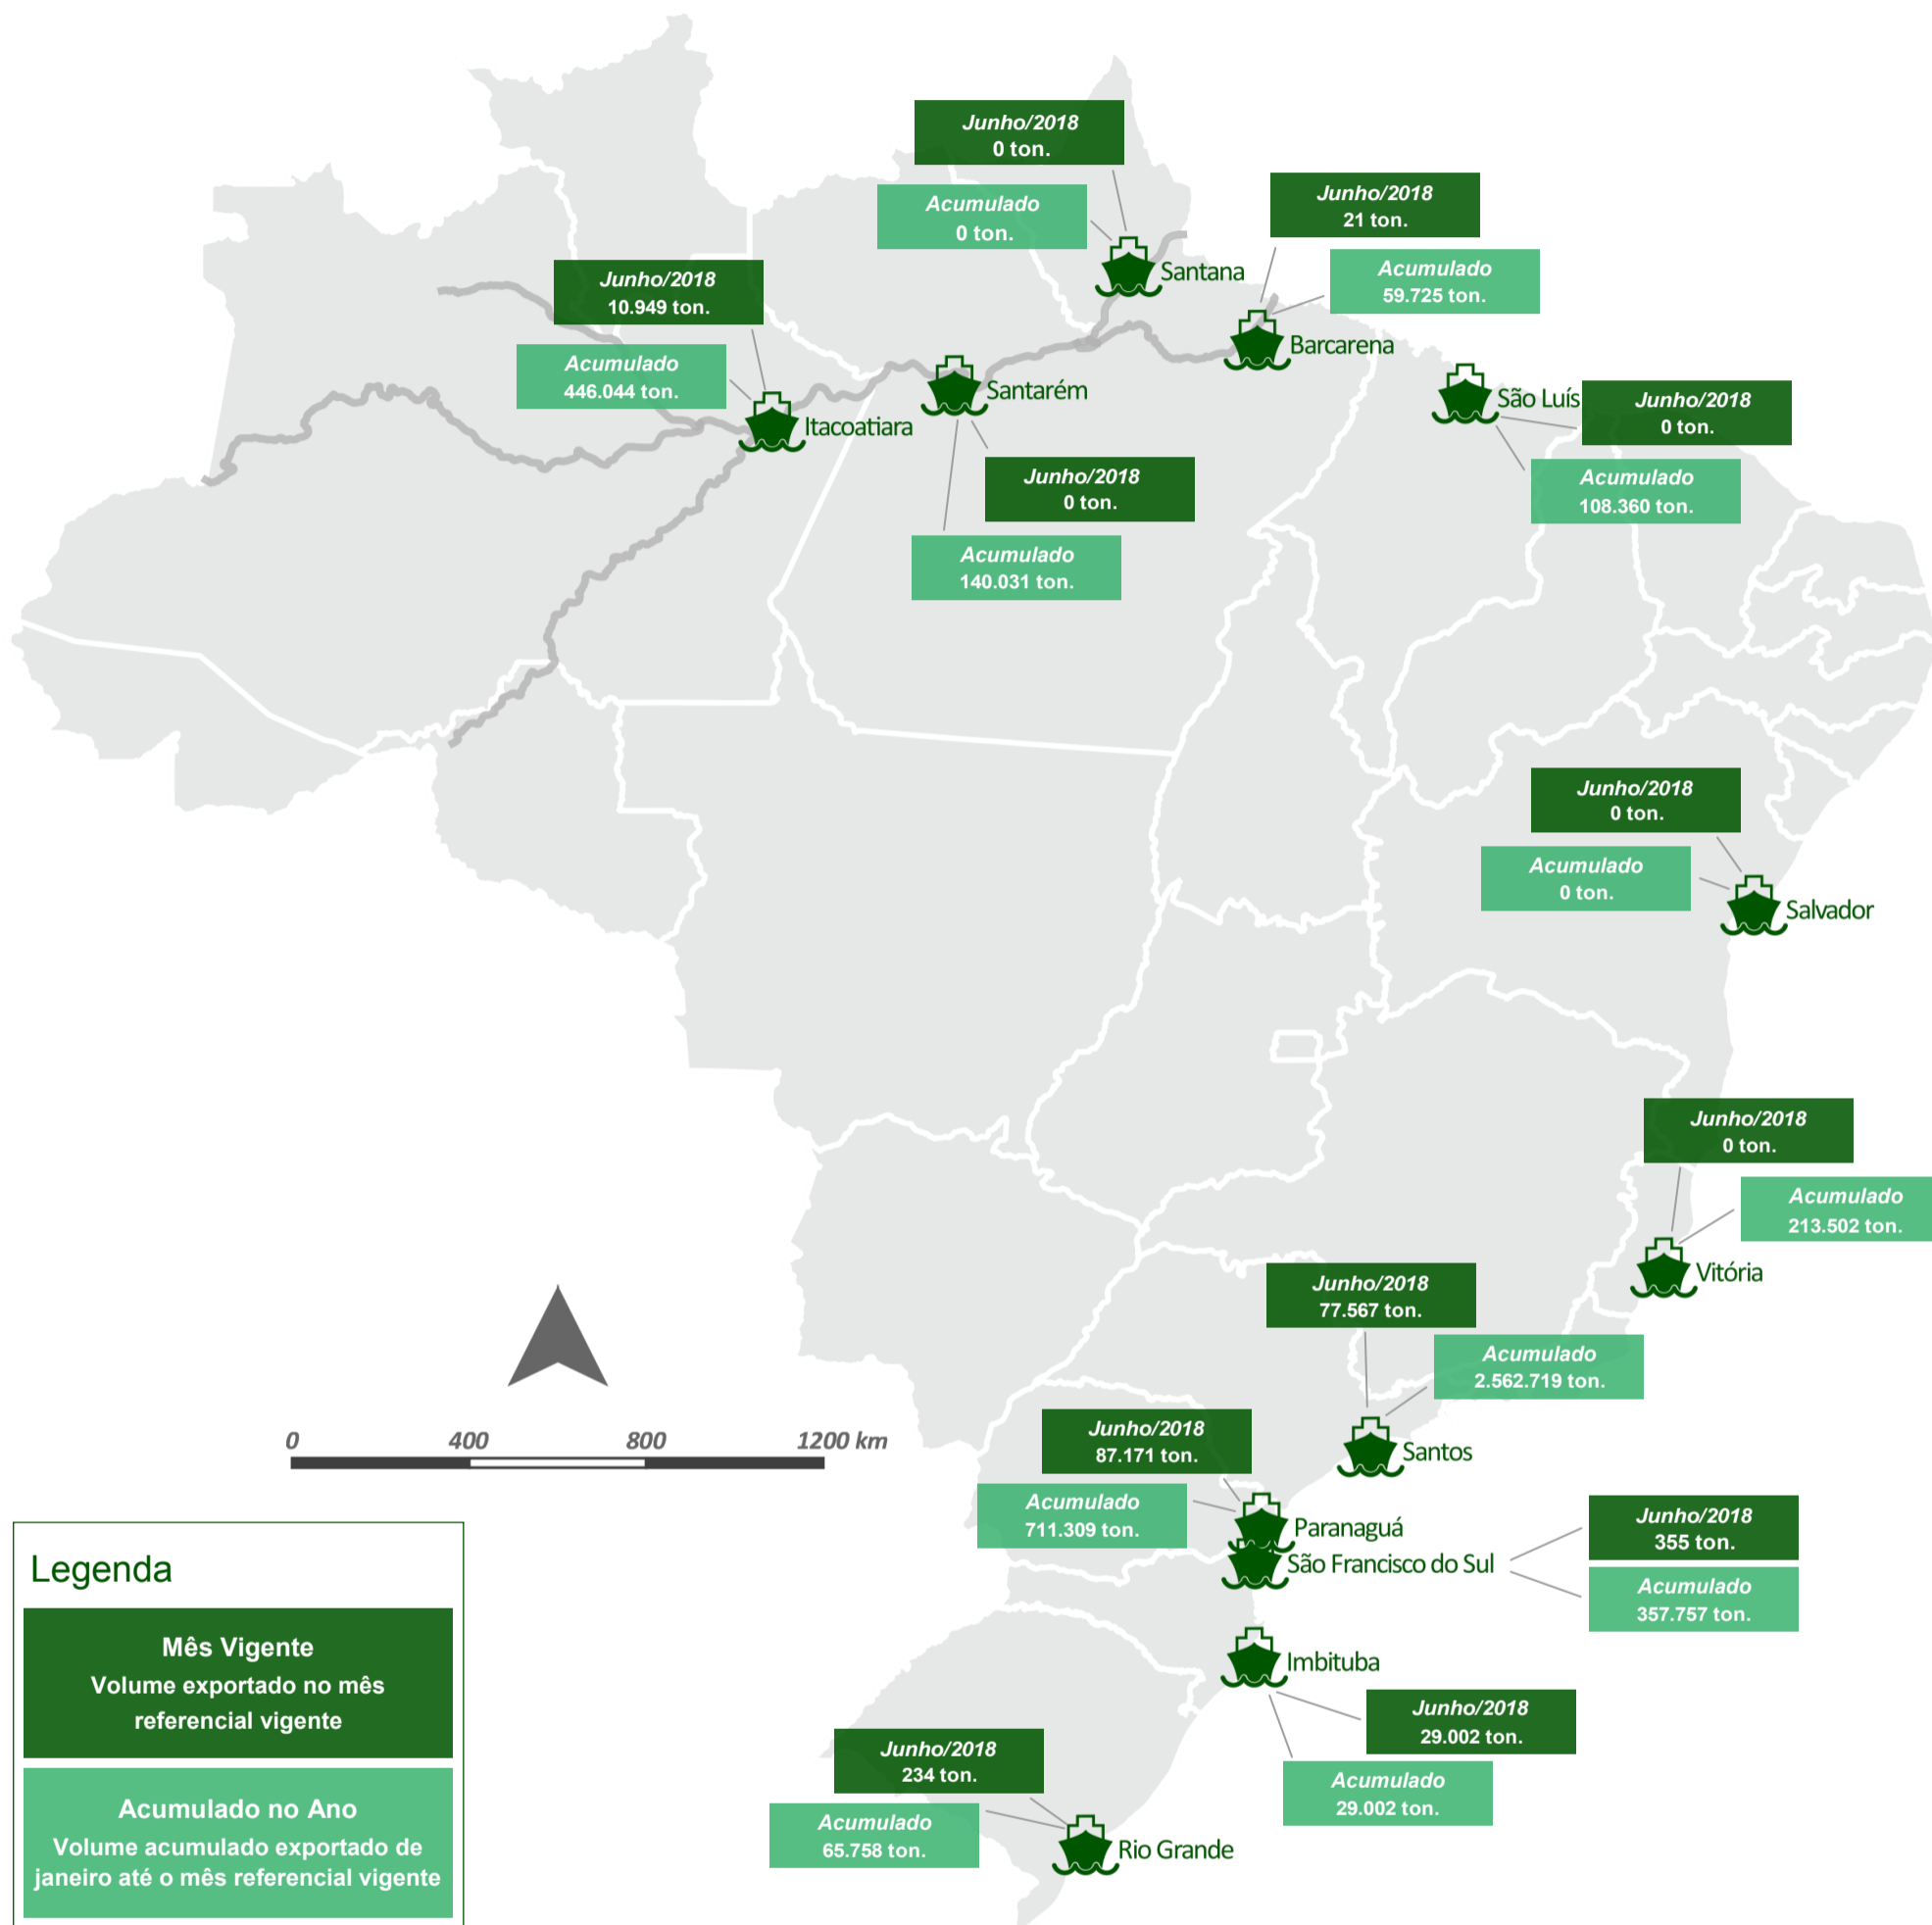 Junho/2018
0 ton.
Acumulado
0 ton.
Santana
Junho/2018
21 ton.
Acumulado
59.725 ton.
Barcarena
Junho/2018
10.949 ton.
Acumulado
446.044 ton.
Itacoatiara
Santarém
Junho/2018
0 ton.
Acumulado
140.031 ton.
São Luís
Junho/2018
0 ton.
Acumulado
108.360 ton.
Junho/2018
0 ton.
Acumulado
0 ton.
Salvador
Junho/2018
0 ton.
Acumulado
213.502 ton.
Vitória
Junho/2018
77.567 ton.
Acumulado
2.562.719 ton.
Santos
Junho/2018
87.171 ton.
Acumulado
711.309 ton.
Paranaguá
São Francisco do Sul
Junho/2018
355 ton.
Acumulado
357.757 ton.
Imbituba
Junho/2018
29.002 ton.
Acumulado
29.002 ton.
Junho/2018
234 ton.
Acumulado
65.758 ton.
Rio Grande
0 400 800 1200 km
Legenda
Mês Vigente
Volume exportado no mês
referencial vigente
Acumulado no Ano
Volume acumulado exportado de
janeiro até o mês referencial vigente